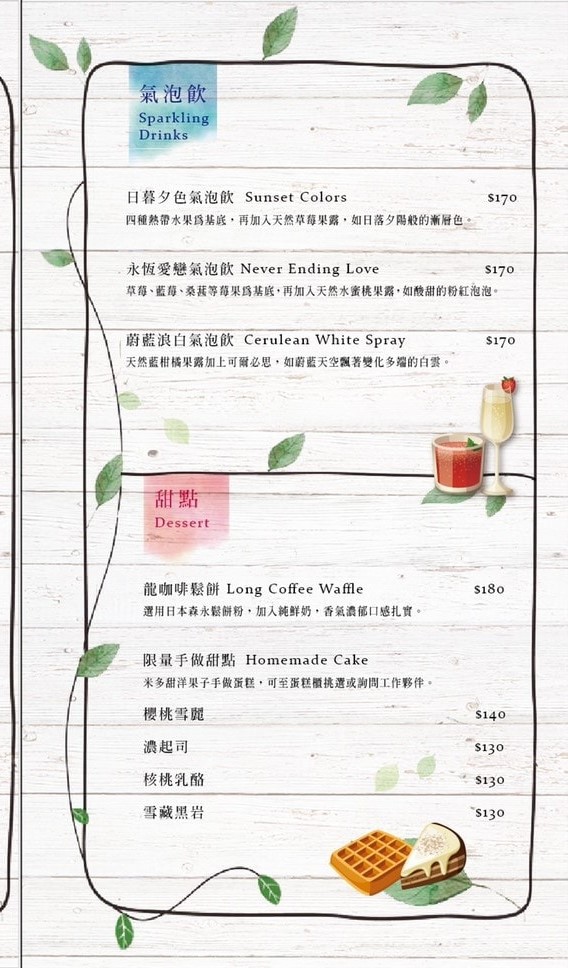 氣泡飲
Sparkling
Drinks
日暮夕色氣泡飲 Sunset Colors $170
四種熱帶水果爲基底，再加入天然草莓果露，如日落夕陽般的漸層色。
永恆愛戀氣泡飲 Never Ending Love $170
草莓、藍莓、桑葚等莓果爲基底，再加入天然水蜜桃果露，如酸甜的粉紅泡泡。
蔚藍浪白氣泡飲 Cerulean White Spray $170
天然藍柑橘果露加上可爾必思，如蔚藍天空飄著變化多端的白雲。
甜點
Dessert
龍咖啡鬆餅 Long Coffee Waffle $180
選用日本森永鬆餅粉，加入純鮮奶，香氣濃郁口感扎實。
限量手做甜點 Homemade Cake
米多甜洋果子手做蛋糕，可至蛋糕櫃挑選或詢問工作夥伴。
櫻桃雪麗 $140
濃起司 $130
核桃乳酪 $130
雪藏黑岩 $130